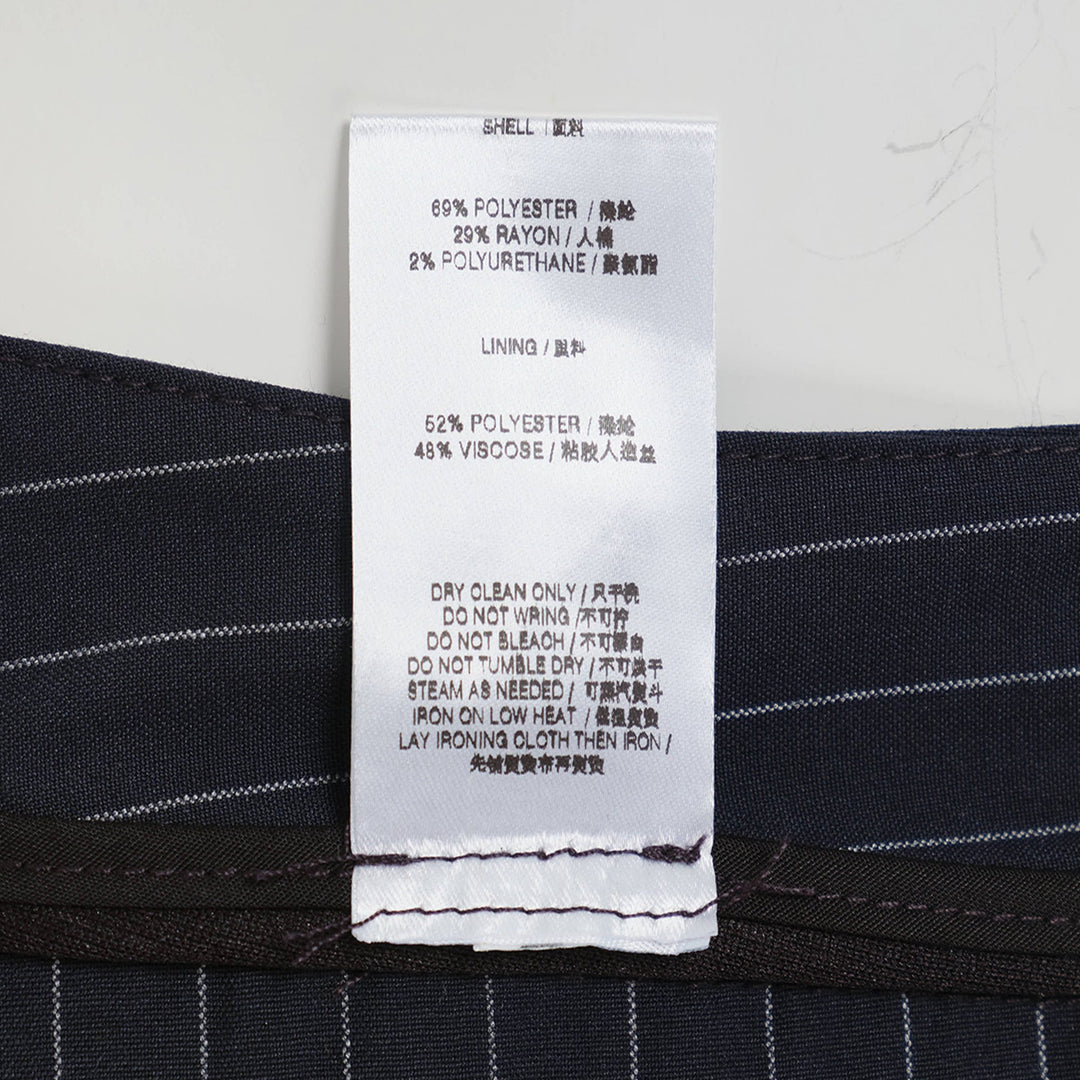 SHELL / 面料
69% POLYESTER / 滌綸
29% RAYON / 人棉
2% POLYURETHANE / 聚氨酯
LINING / 里料
52% POLYESTER / 滌綸
48% VISCOSE / 粘胶人造丝
DRY CLEAN ONLY / 只干洗
DO NOT WRING / 不可拧
DO NOT BLEACH / 不可漂白
DO NOT TUMBLE DRY / 不可烘干
STEAM AS NEEDED / 可蒸汽熨斗
IRON ON LOW HEAT / 低温熨烫
LAY IRONING CLOTH THEN IRON /
先铺熨烫布再熨烫